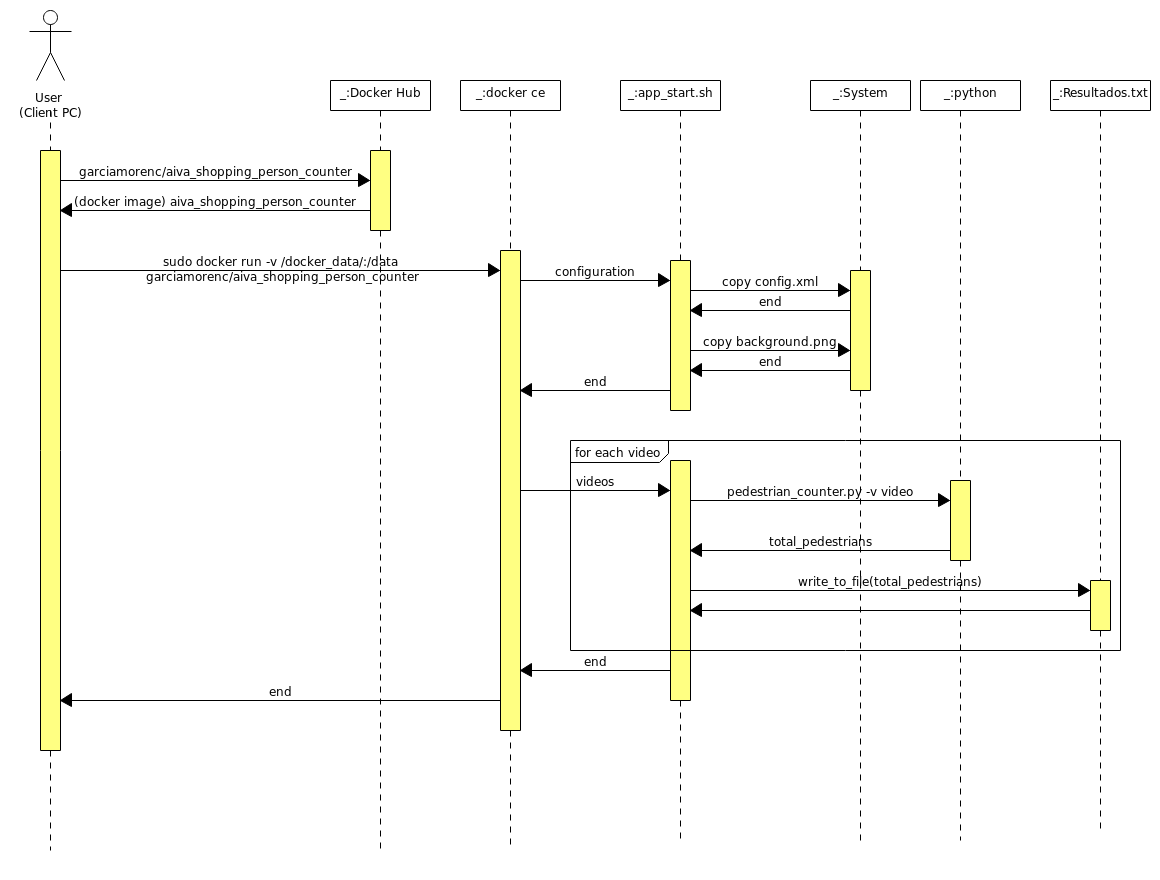 User
(Client PC)
_:Docker Hub
_:docker ce
_:app_start.sh
_:System
_:python
_:Resultados.txt
garciamorenc/aiva_shopping_person_counter
(docker image) aiva_shopping_person_counter
sudo docker run -v /docker_data/:/data
garciamorenc/aiva_shopping_person_counter
configuration
copy config.xml
end
copy background.png
end
end
for each video
videos
pedestrian_counter.py -v video
total_pedestrians
write_to_file(total_pedestrians)
end
end